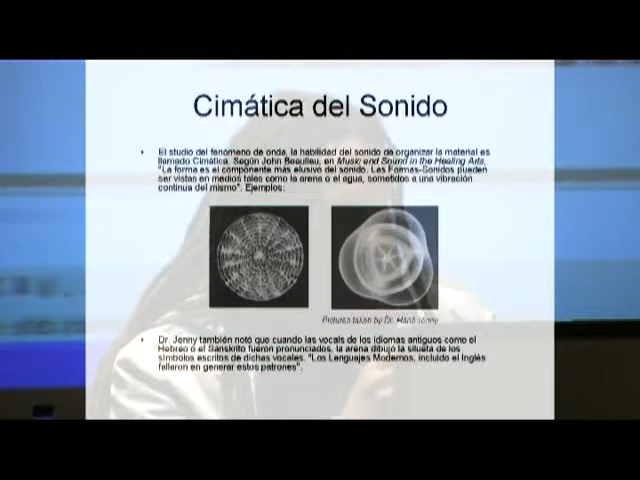 Cimática del Sonido
• El estudio del fenómeno de onda, la habilidad del sonido de organizar la material es
llamado Cimática. Según John Beaulieu, en Music and Sound in the Healing Arts,
"La forma es el componente más elusivo del sonido. Las Formas-Sonidos pueden
ser vistas en medios tales como la arena o el agua, sometidos a una vibración
continua del mismo". Ejemplos:
Pictures taken by Dr. Hans Jenny
• Dr. Jenny también notó que cuando las vocals de los idiomas antiguos como el
Hebreo ó el Sanskrito fueron pronunciados, la arena dibujó la silueta de los
símbolos escritos de dichas vocales. "Los Lenguajes Modernos, incluido el Inglés
fallaron en generar estos patrones".